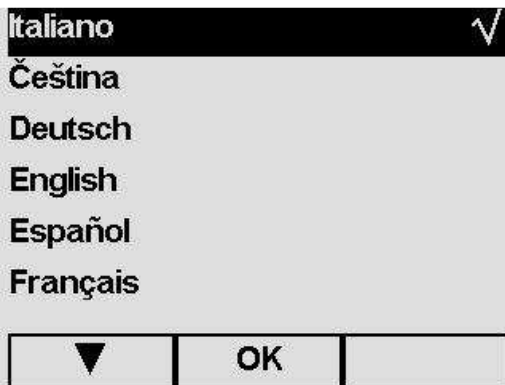 Italiano √
Čeština
Deutsch
English
Español
Français
▼ OK